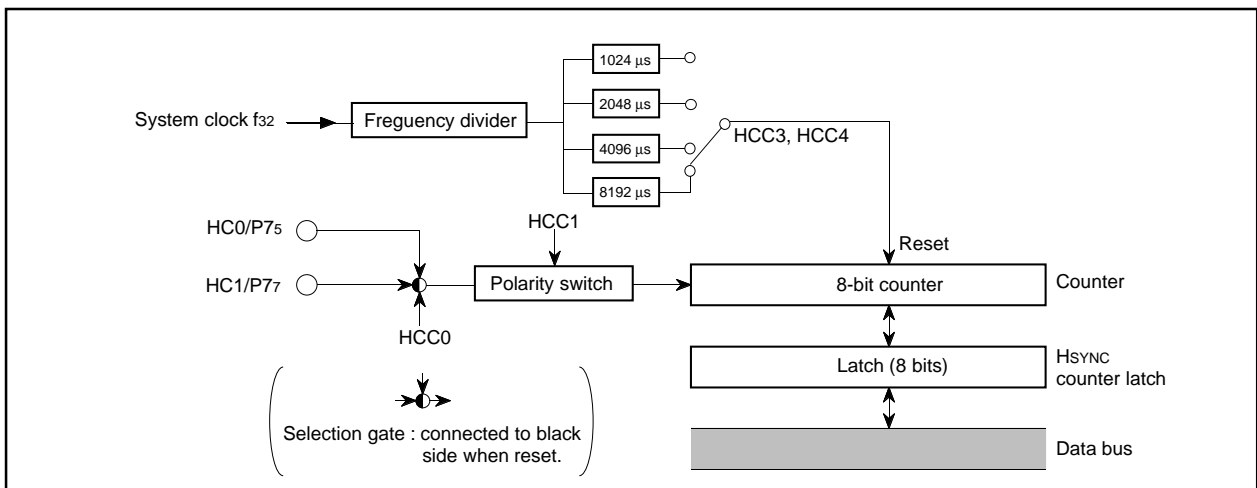 1024 µs
2048 µs
System clock f32
Freguency divider
4096 µs
HCC3, HCC4
8192 µs
HC0/P75
HCC1
Reset
HC1/P77
Polarity switch
8-bit counter
Counter
HCC0
Latch (8 bits)
HSYNC
counter latch
Selection gate : connected to black
side when reset.
Data bus